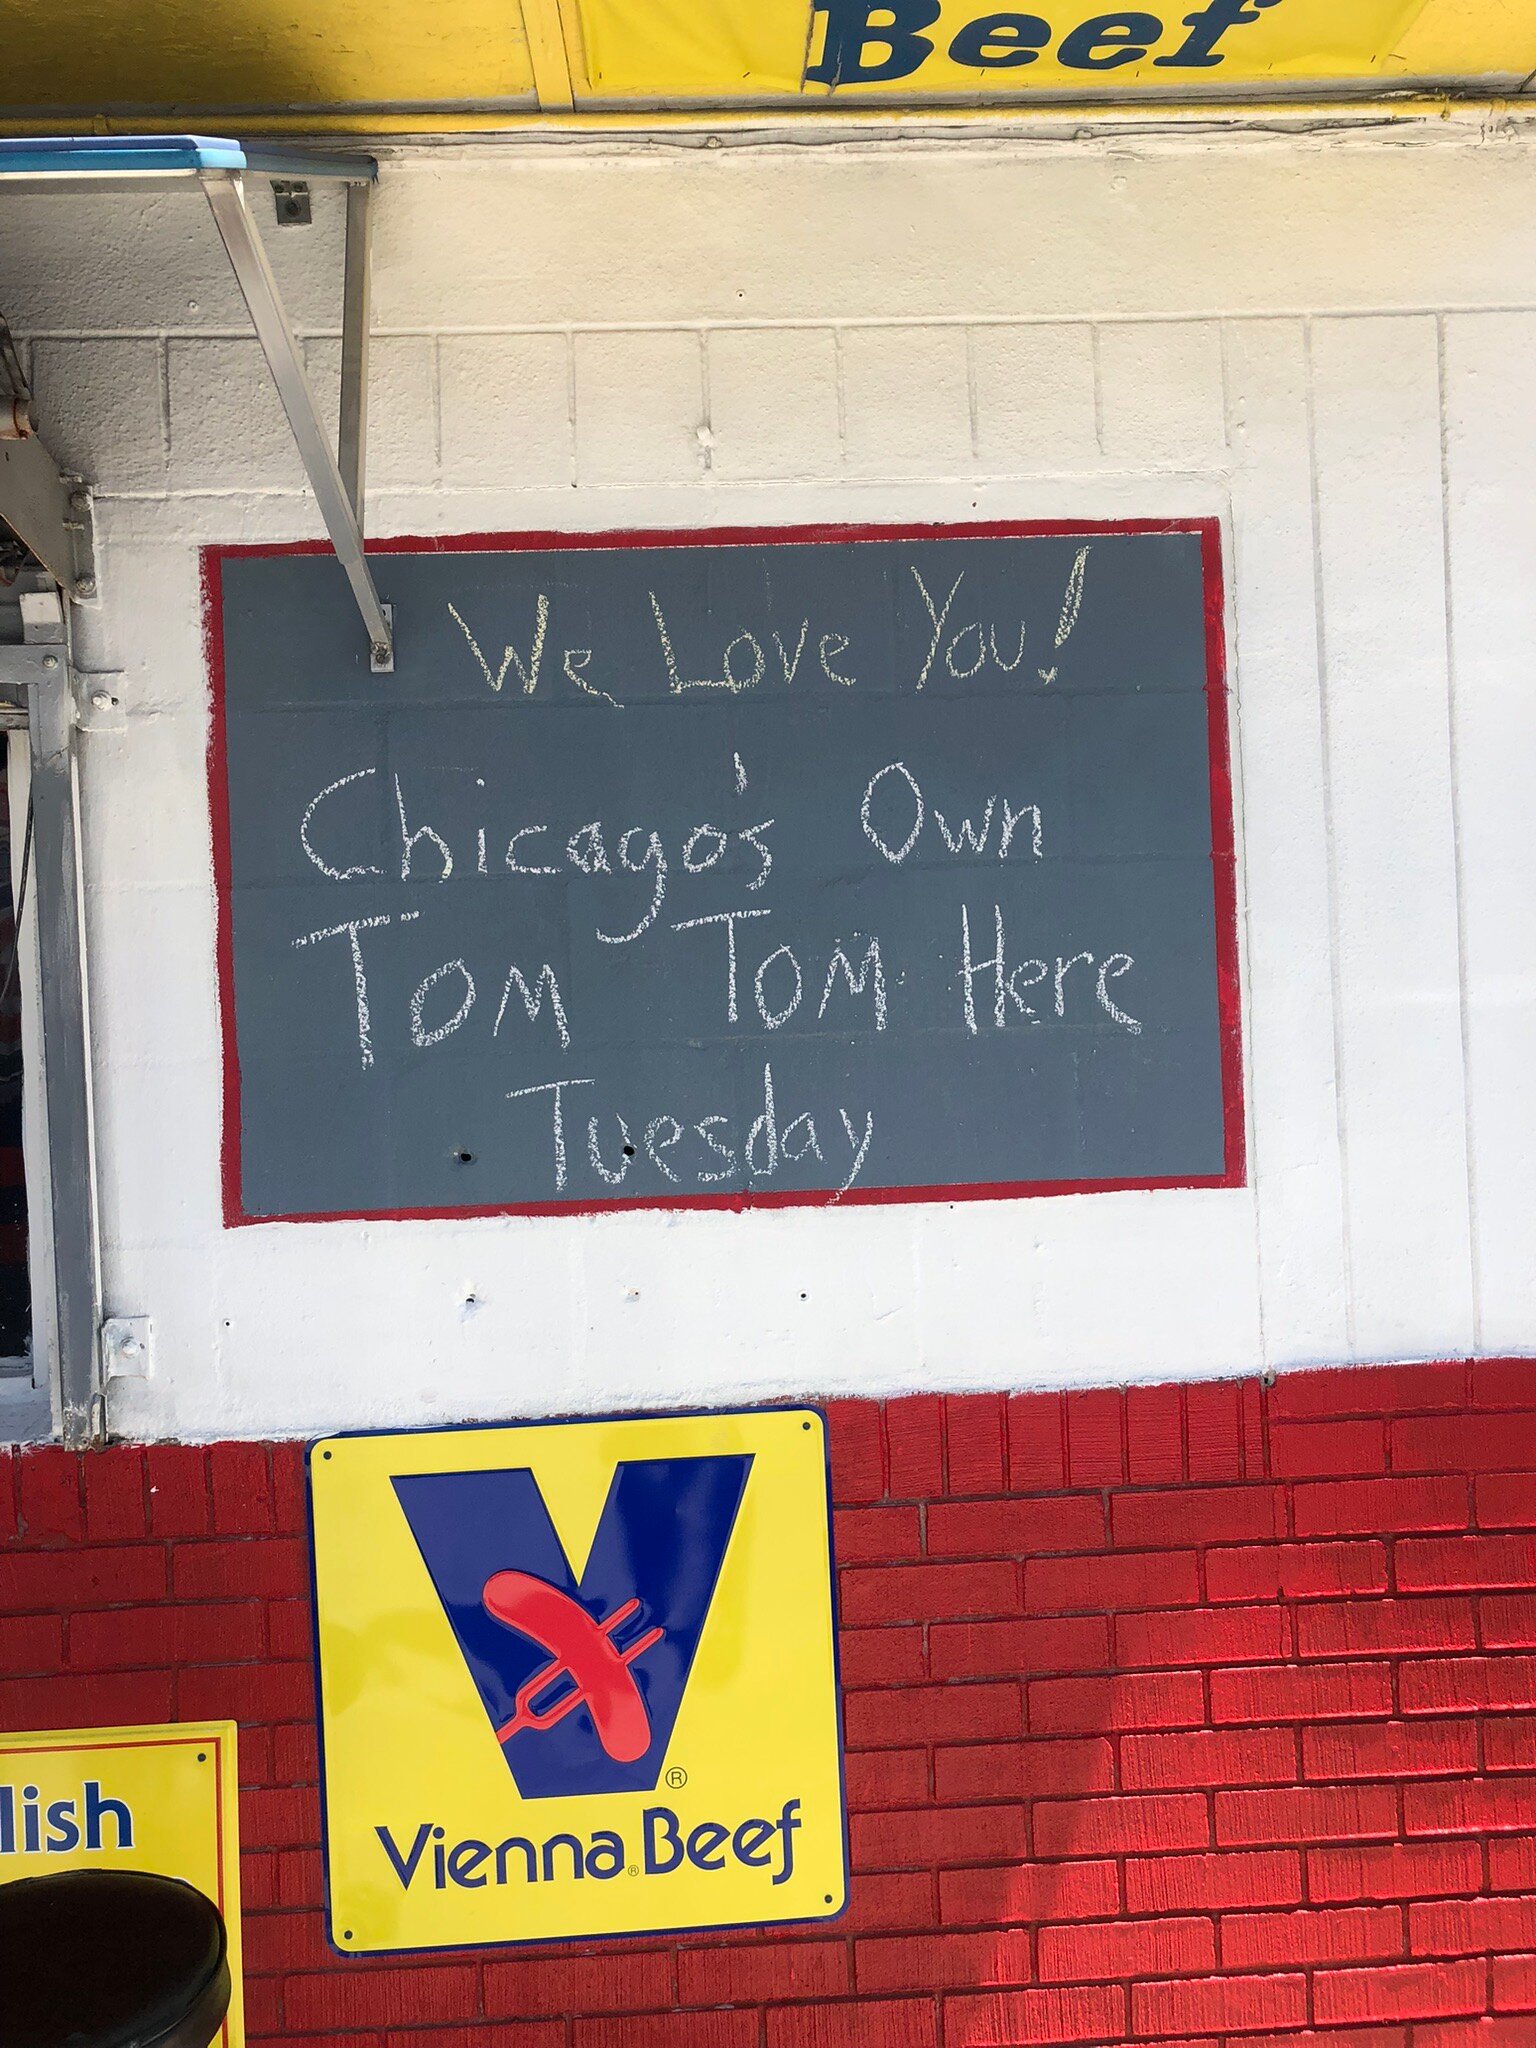 Beef
We Love You!
Chicago's Own
Tom Tom Here
Tuesday
®
Vienna® Beef
lish